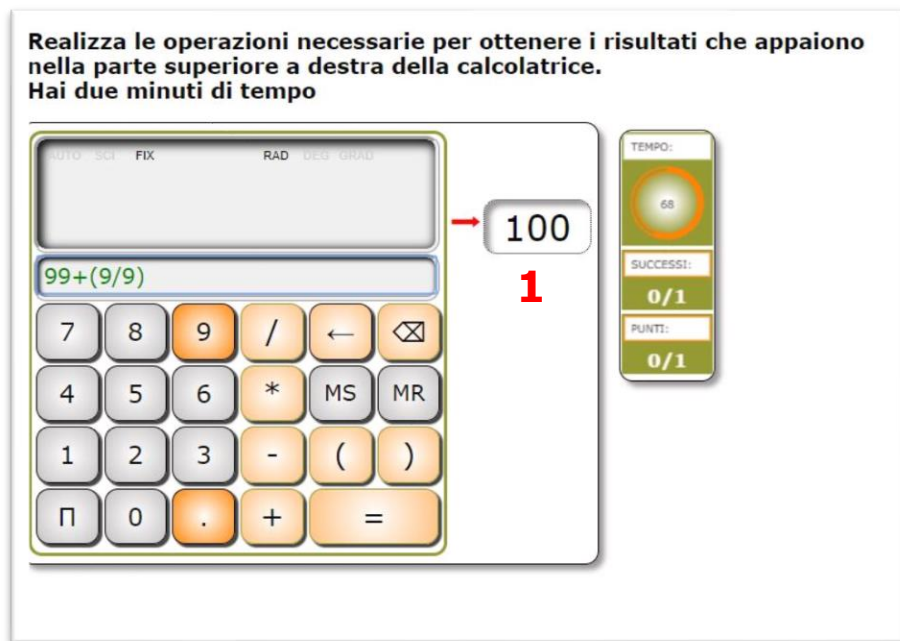 Realizza le operazioni necessarie per ottenere i risultati che appaiono
nella parte superiore a destra della calcolatrice.
Hai due minuti di tempo
AUTO SCI FIX RAD DEG GRAD
99+(9/9)
7 8 9 / ← ⌫
4 5 6 * MS MR
1 2 3 - ( )
П 0 . + =
100
1
TEMPO:
68
SUCCESSI:
0/1
PUNTI:
0/1